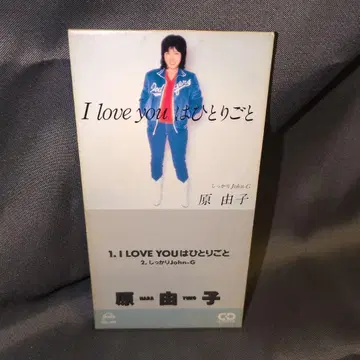 I love you はひとりごと
しっかりJohn-G
原 由子
1. I LOVE YOUはひとりごと
2. しっかりJohn-G
原 HARA 由 YUKO 子
CD